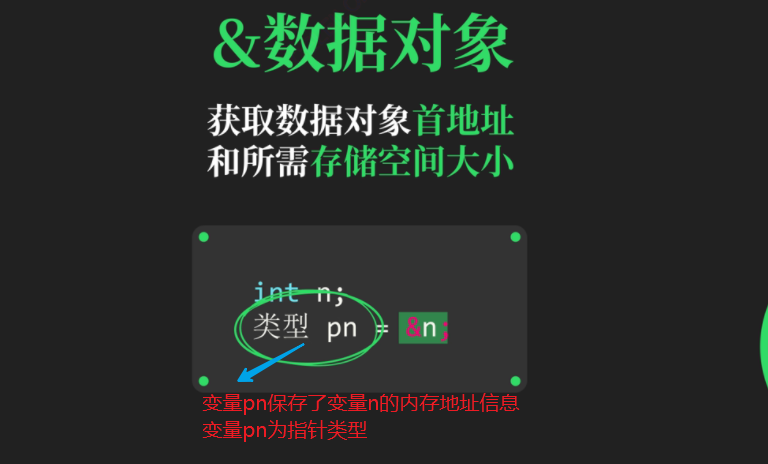 &数据对象
获取数据对象首地址
和所需存储空间大小
int n;
类型 pn = &n;
变量pn保存了变量n的内存地址信息
变量pn为指针类型